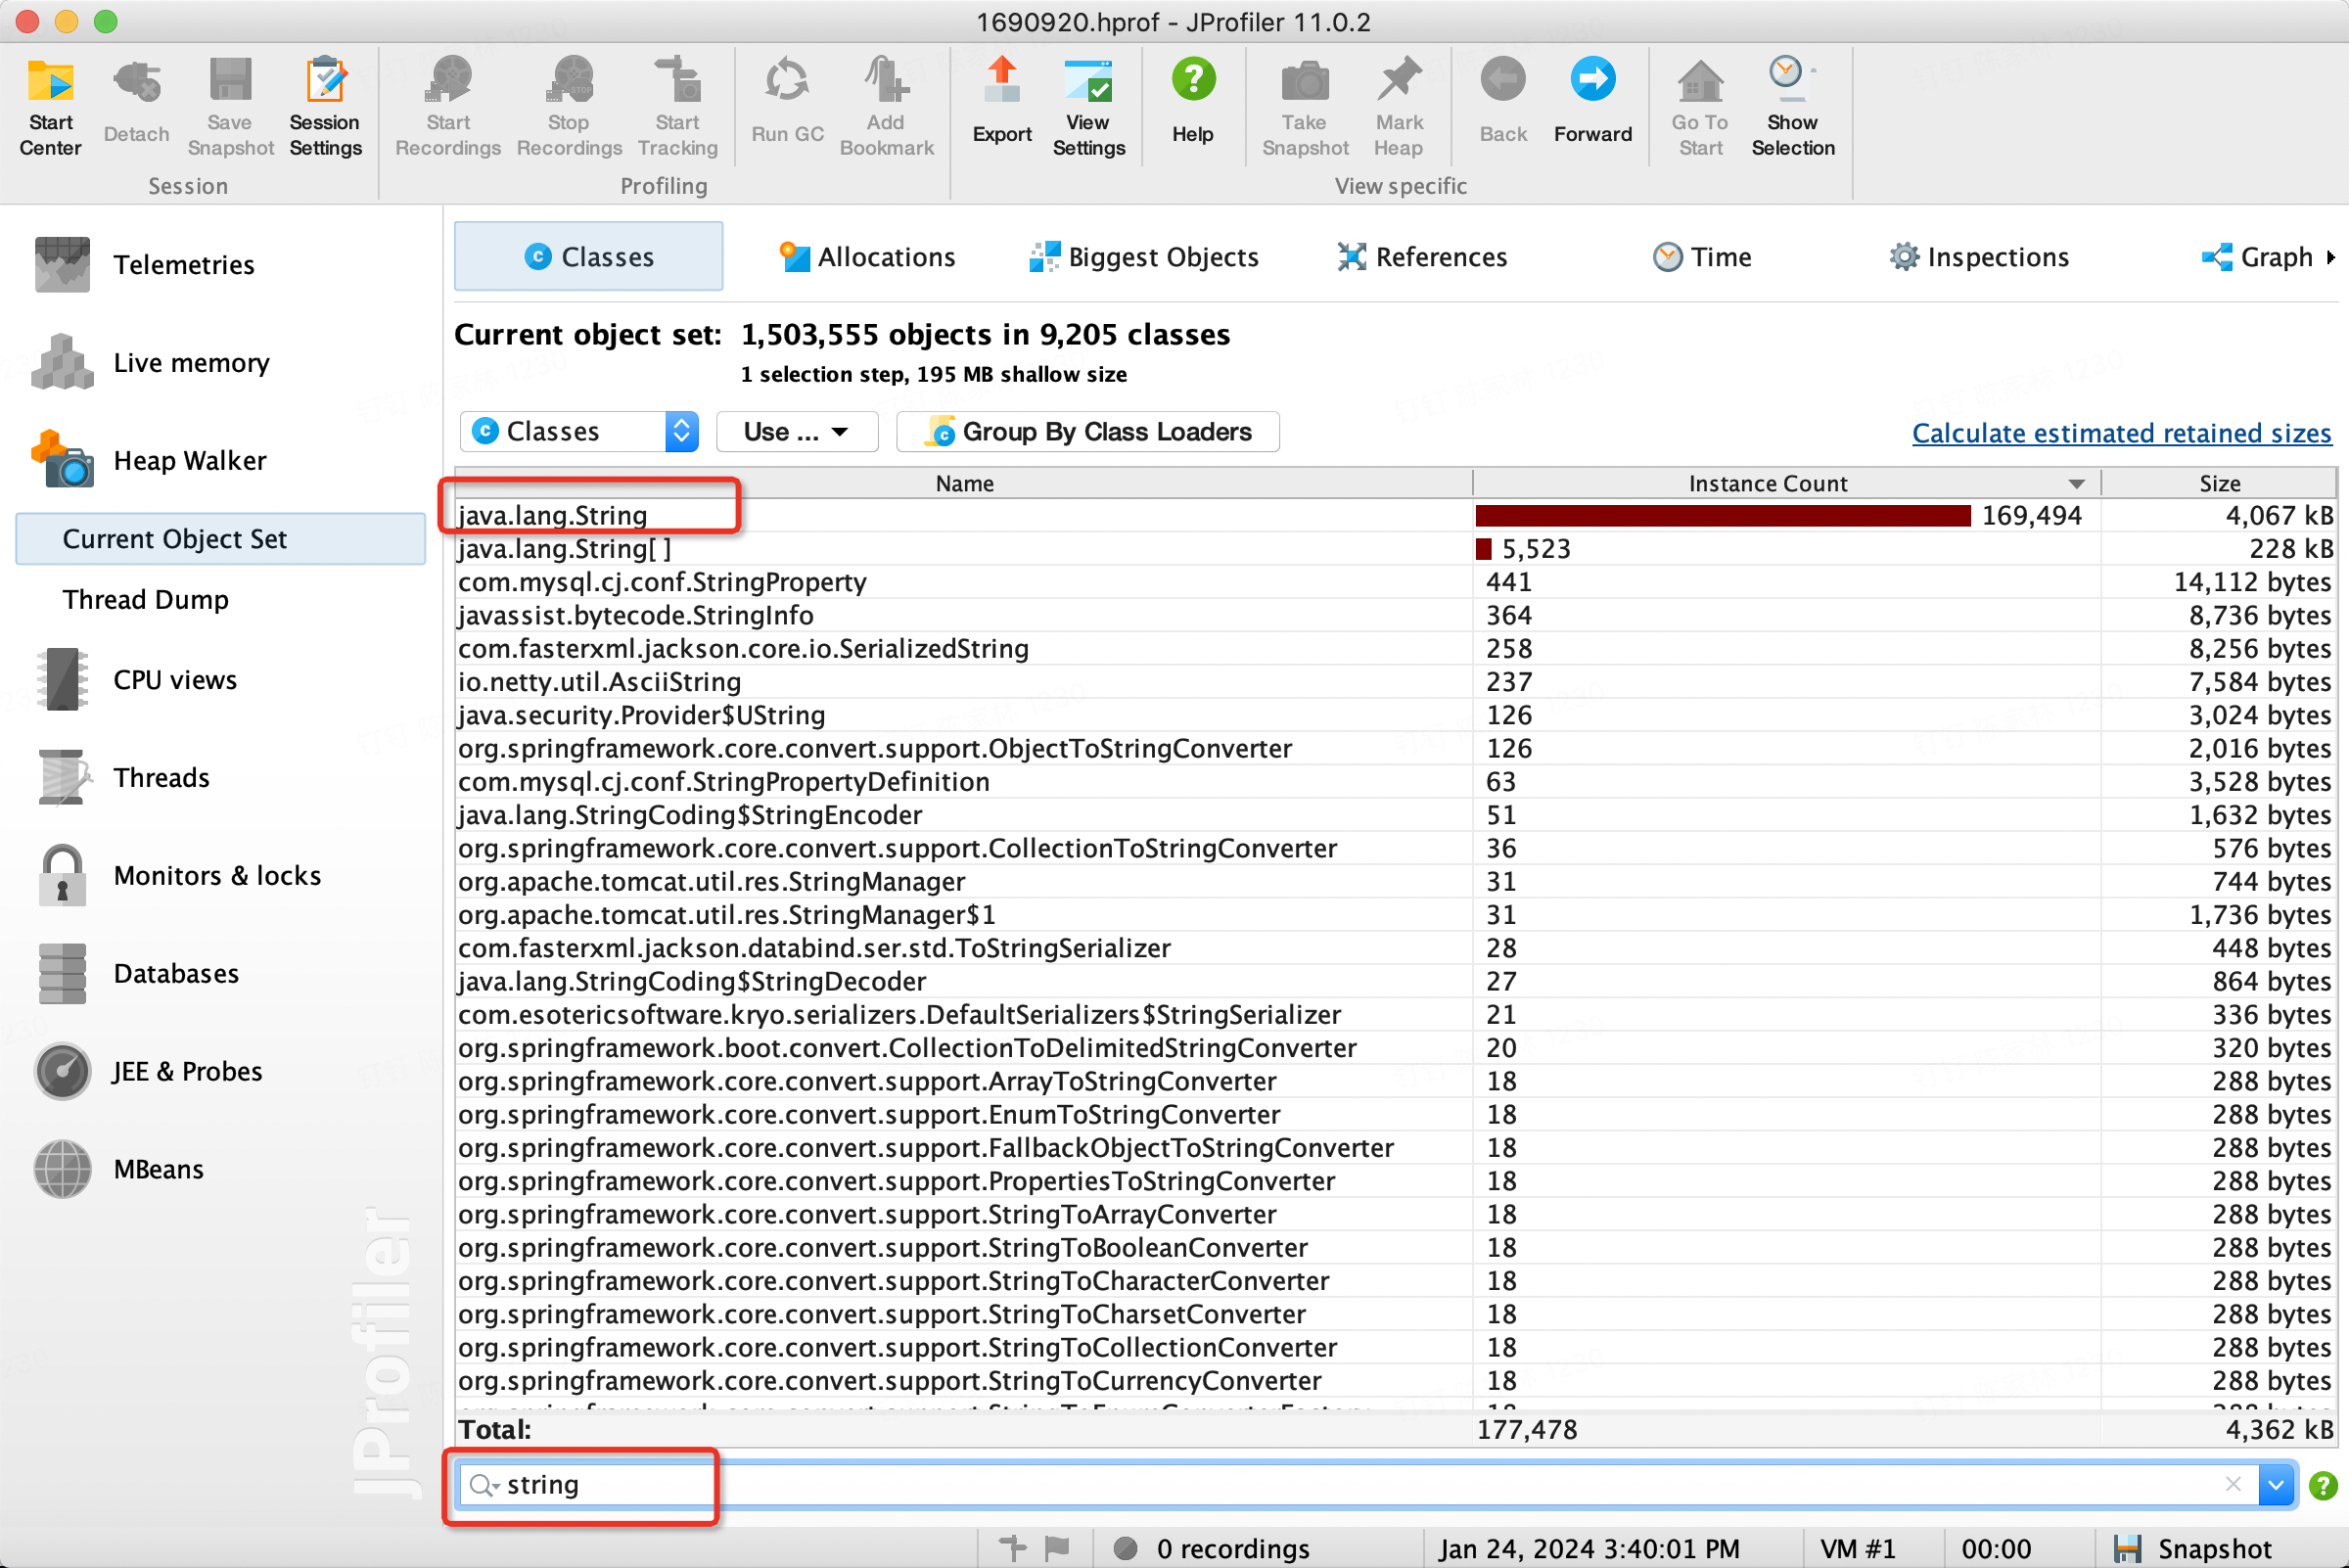 1690920.hprof - JProfiler 11.0.2
Start Center
Detach
Save Snapshot
Session Settings
Start Recordings
Stop Recordings
Start Tracking
Run GC
Add Bookmark
Export
View Settings
Help
Take Snapshot
Mark Heap
Back
Forward
Go To Start
Show Selection
Session
Profiling
View specific
Telemetries
Live memory
Heap Walker
Current Object Set
Thread Dump
CPU views
Threads
Monitors & locks
Databases
JEE & Probes
MBeans
JProfiler
Classes
Allocations
Biggest Objects
References
Time
Inspections
Graph
Current object set: 1,503,555 objects in 9,205 classes
1 selection step, 195 MB shallow size
Classes
Use ...
Group By Class Loaders
Calculate estimated retained sizes
Name Instance Count Size
java.lang.String 169,494 4,067 kB
java.lang.String[ ] 5,523 228 kB
com.mysql.cj.conf.StringProperty 441 14,112 bytes
javassist.bytecode.StringInfo 364 8,736 bytes
com.fasterxml.jackson.core.io.SerializedString 258 8,256 bytes
io.netty.util.AsciiString 237 7,584 bytes
java.security.Provider$UString 126 3,024 bytes
org.springframework.core.convert.support.ObjectToStringConverter 126 2,016 bytes
com.mysql.cj.conf.StringPropertyDefinition 63 3,528 bytes
java.lang.StringCoding$StringEncoder 51 1,632 bytes
org.springframework.core.convert.support.CollectionToStringConverter 36 576 bytes
org.apache.tomcat.util.res.StringManager 31 744 bytes
org.apache.tomcat.util.res.StringManager$1 31 1,736 bytes
com.fasterxml.jackson.databind.ser.std.ToStringSerializer 28 448 bytes
java.lang.StringCoding$StringDecoder 27 864 bytes
com.esotericsoftware.kryo.serializers.DefaultSerializers$StringSerializer 21 336 bytes
org.springframework.boot.convert.CollectionToDelimitedStringConverter 20 320 bytes
org.springframework.core.convert.support.ArrayToStringConverter 18 288 bytes
org.springframework.core.convert.support.EnumToStringConverter 18 288 bytes
org.springframework.core.convert.support.FallbackObjectToStringConverter 18 288 bytes
org.springframework.core.convert.support.PropertiesToStringConverter 18 288 bytes
org.springframework.core.convert.support.StringToArrayConverter 18 288 bytes
org.springframework.core.convert.support.StringToBooleanConverter 18 288 bytes
org.springframework.core.convert.support.StringToCharacterConverter 18 288 bytes
org.springframework.core.convert.support.StringToCharsetConverter 18 288 bytes
org.springframework.core.convert.support.StringToCollectionConverter 18 288 bytes
org.springframework.core.convert.support.StringToCurrencyConverter 18 288 bytes
Total: 177,478 4,362 kB
string
0 recordings
Jan 24, 2024 3:40:01 PM
VM #1
00:00
Snapshot